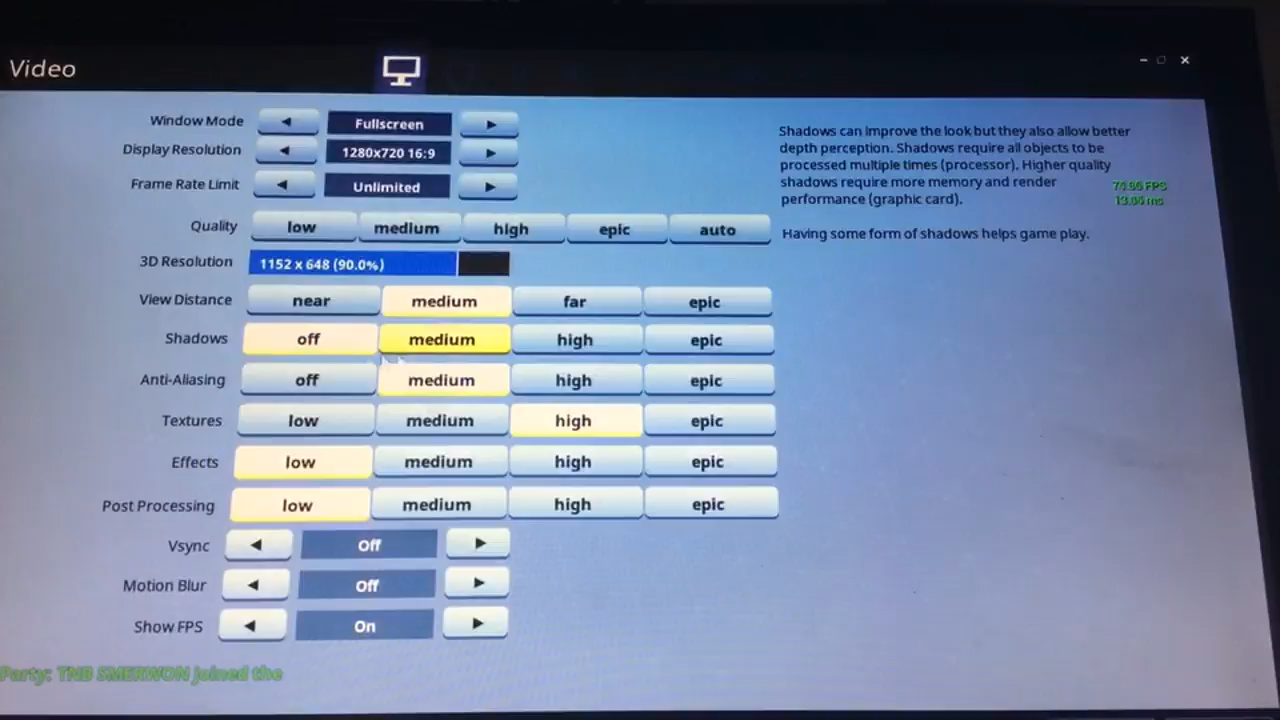 Video
Window Mode Fullscreen
Display Resolution 1280x720 16:9
Frame Rate Limit Unlimited
Quality low medium high epic auto
3D Resolution 1152 x 648 (90.0%)
View Distance near medium far epic
Shadows off medium high epic
Anti-Aliasing off medium high epic
Textures low medium high epic
Effects low medium high epic
Post Processing low medium high epic
Vsync Off
Motion Blur Off
Show FPS On
Party: TNB SMERWON joined the
Shadows can improve the look but they also allow better
depth perception. Shadows require all objects to be
processed multiple times (processor). Higher quality
shadows require more memory and render
performance (graphic card).
Having some form of shadows helps game play.
FPS
ms